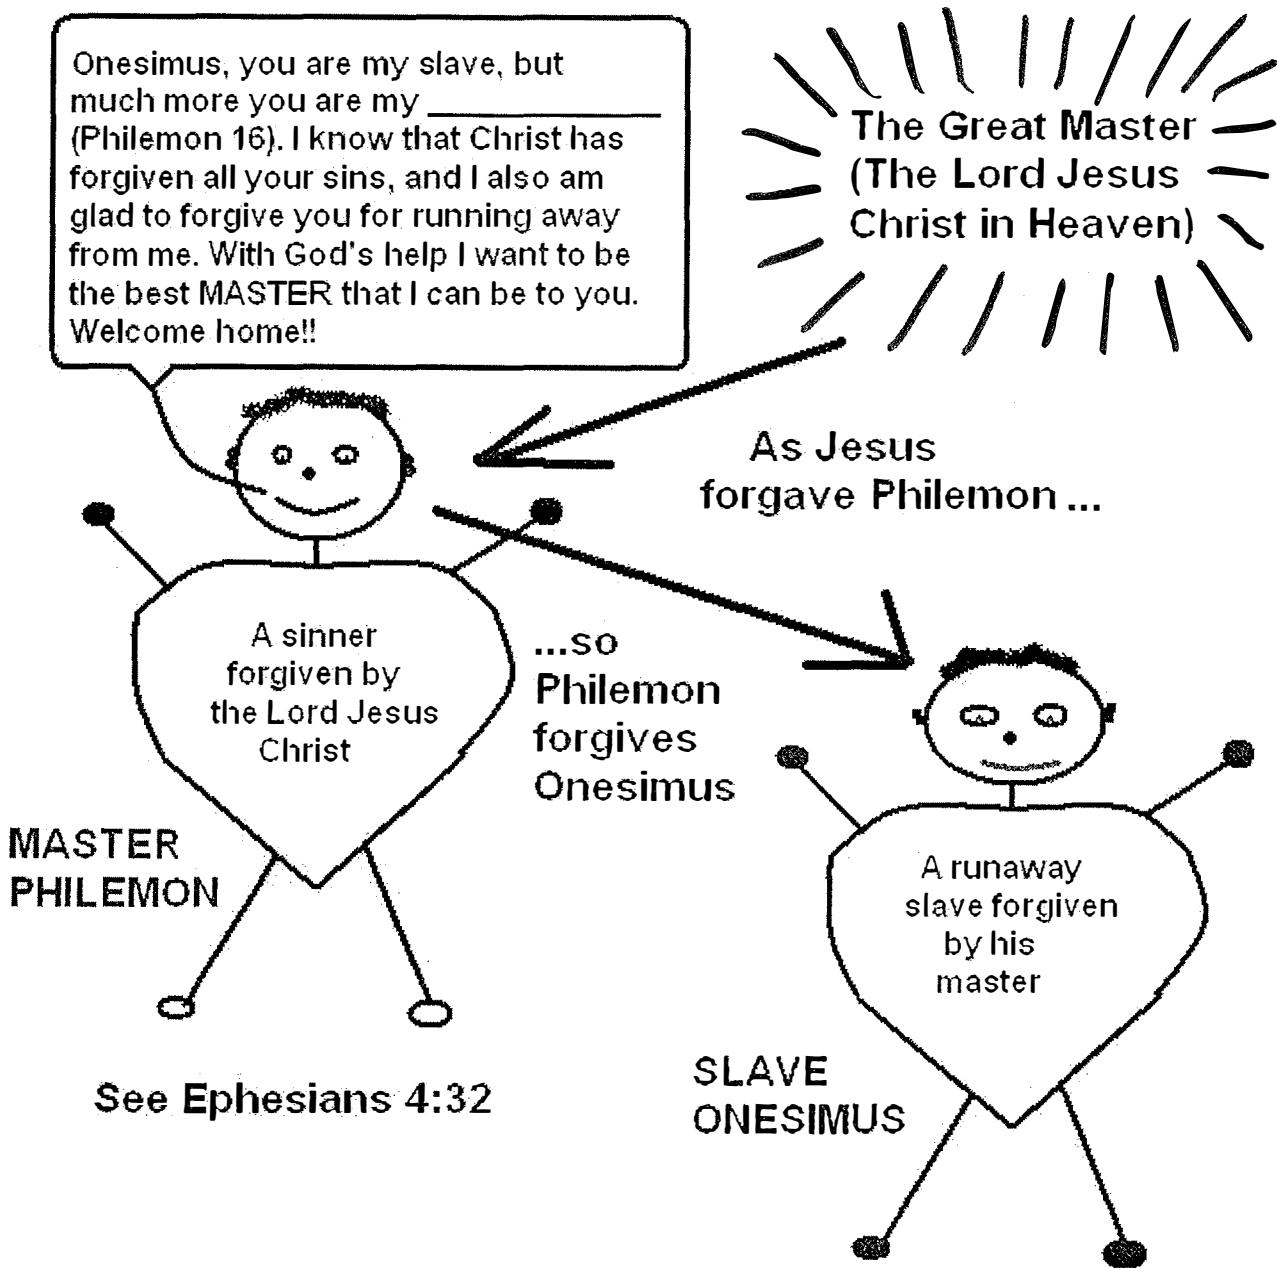 Onesimus, you are my slave, but
much more you are my ____________
(Philemon 16). I know that Christ has
forgiven all your sins, and I also am
glad to forgive you for running away
from me. With God's help I want to be
the best MASTER that I can be to you.
Welcome home!!
The Great Master
(The Lord Jesus
Christ in Heaven)
As Jesus
forgave Philemon ...
A sinner
forgiven by
the Lord Jesus
Christ
...so
Philemon
forgives
Onesimus
MASTER
PHILEMON
A runaway
slave forgiven
by his
master
See Ephesians 4:32
SLAVE
ONESIMUS